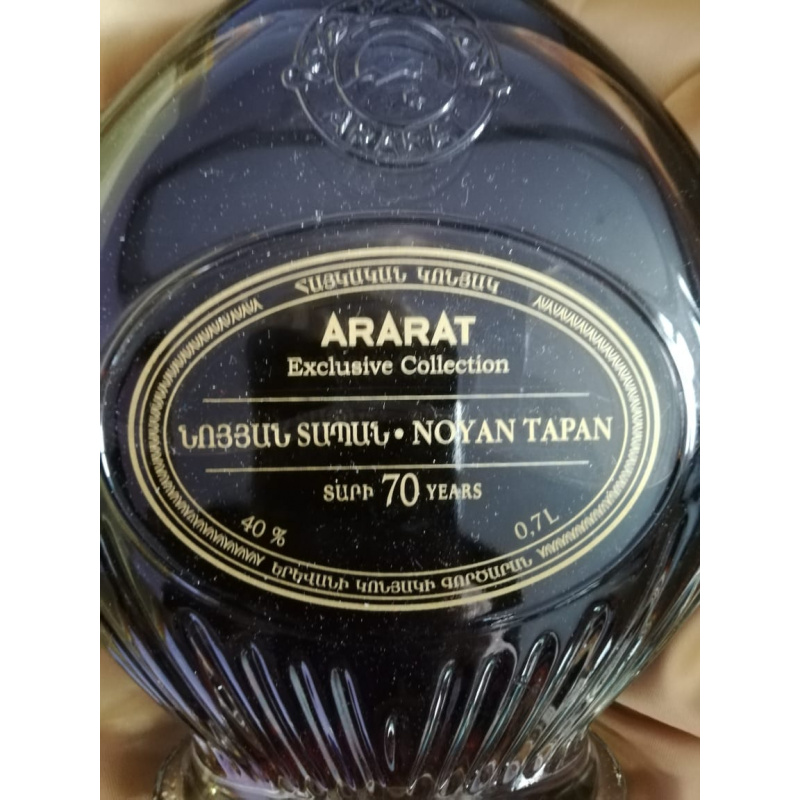 ՀԱՅԿԱԿԱՆ ԿՈՆՅԱԿ
ARARAT
Exclusive Collection
ՆՈՅՅԱՆ ՏԱՊԱՆ • NOYAN TAPAN
ՏԱՐԻ 70 YEARS
40 % 0,7L
ԵՐԵՎԱՆԻ ԿՈՆՅԱԿԻ ԳՈՐԾԱՐԱՆ